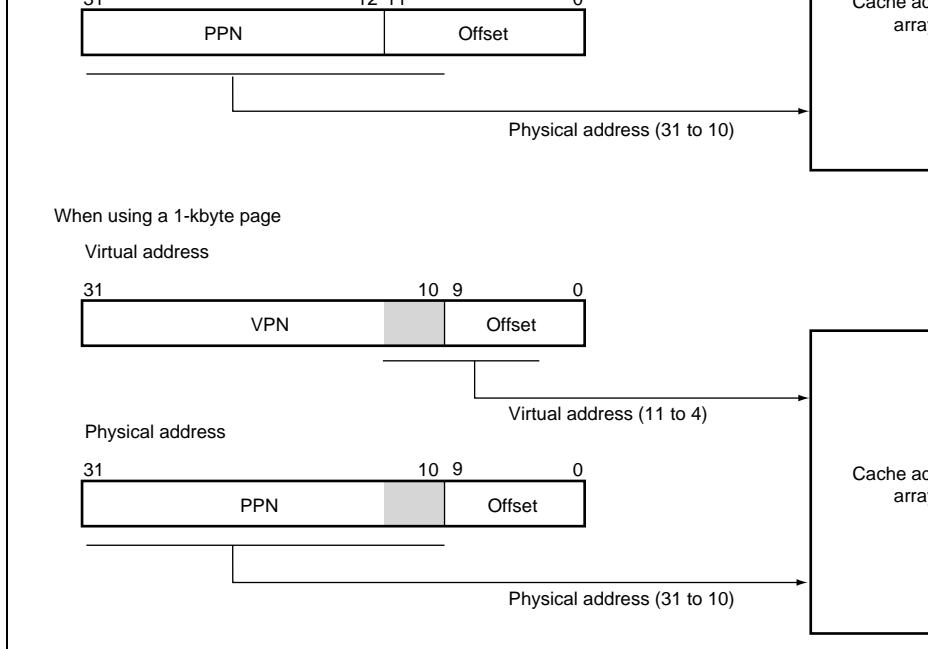 31 12 11 0
PPN Offset
Cache
Physical address (31 to 10)
When using a 1-kbyte page
Virtual address
31 10 9 0
VPN Offset
Virtual address (11 to 4)
Physical address
31 10 9 0
PPN Offset
Cache
Physical address (31 to 10)